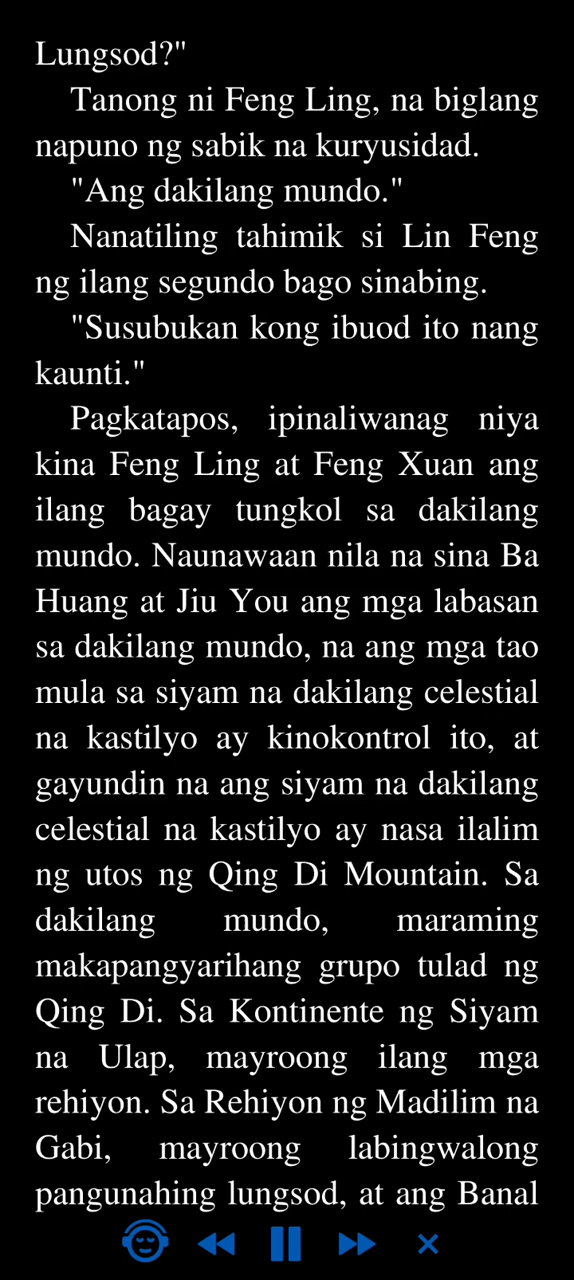 Lungsod?"
Tanong ni Feng Ling, na biglang
napuno ng sabik na kuryusidad.
"Ang dakilang mundo."
Nanatiling tahimik si Lin Feng
ng ilang segundo bago sinabing.
"Susubukan kong ibuod ito nang
kaunti."
Pagkatapos, ipinaliwanag niya
kina Feng Ling at Feng Xuan ang
ilang bagay tungkol sa dakilang
mundo. Naunawaan nila na sina Ba
Huang at Jiu You ang mga labasan
sa dakilang mundo, na ang mga tao
mula sa siyam na dakilang celestial
na kastilyo ay kinokontrol ito, at
gayundin na ang siyam na dakilang
celestial na kastilyo ay nasa ilalim
ng utos ng Qing Di Mountain. Sa
dakilang mundo, maraming
makapangyarihang grupo tulad ng
Qing Di. Sa Kontinente ng Siyam
na Ulap, mayroong ilang mga
rehiyon. Sa Rehiyon ng Madilim na
Gabi, mayroong labingwalong
pangunahing lungsod, at ang Banal